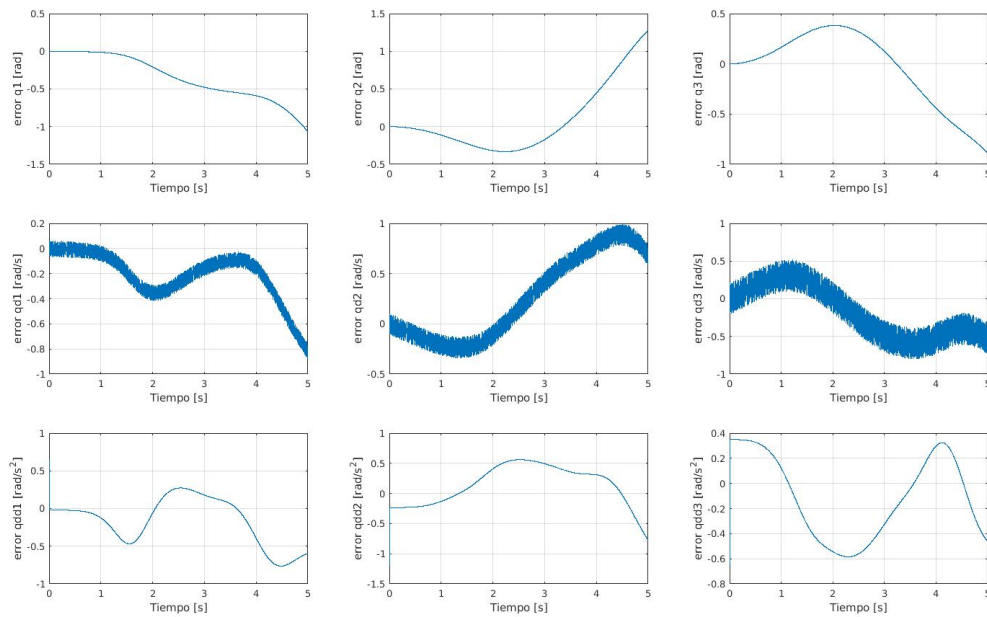 0.5
0
-0.5
-1
-1.5
error q1 [rad]
0 1 2 3 4 5
Tiempo [s]
1.5
1
0.5
0
-0.5
error q2 [rad]
0 1 2 3 4 5
Tiempo [s]
0.5
0
-0.5
-1
error q3 [rad]
0 1 2 3 4 5
Tiempo [s]
0.2
0
-0.2
-0.4
-0.6
-0.8
-1
error qd1 [rad/s]
0 1 2 3 4 5
Tiempo [s]
1
0.5
0
-0.5
error qd2 [rad/s]
0 1 2 3 4 5
Tiempo [s]
1
0.5
0
-0.5
-1
error qd3 [rad/s]
0 1 2 3 4 5
Tiempo [s]
1
0.5
0
-0.5
-1
error qdd1 [rad/s²]
0 1 2 3 4 5
Tiempo [s]
1
0.5
0
-0.5
-1
-1.5
error qdd2 [rad/s²]
0 1 2 3 4 5
Tiempo [s]
0.4
0.2
0
-0.2
-0.4
-0.6
-0.8
error qdd3 [rad/s²]
0 1 2 3 4 5
Tiempo [s]